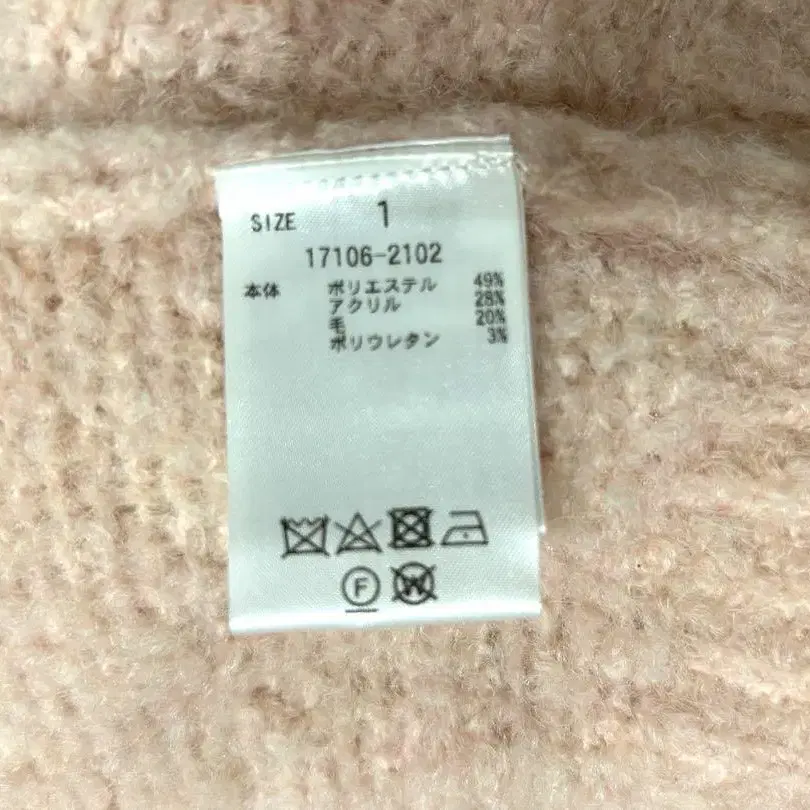 SIZE 1
17106-2102
本体 ポリエステル 49%
アクリル 28%
毛 20%
ポリウレタン 3%
F W